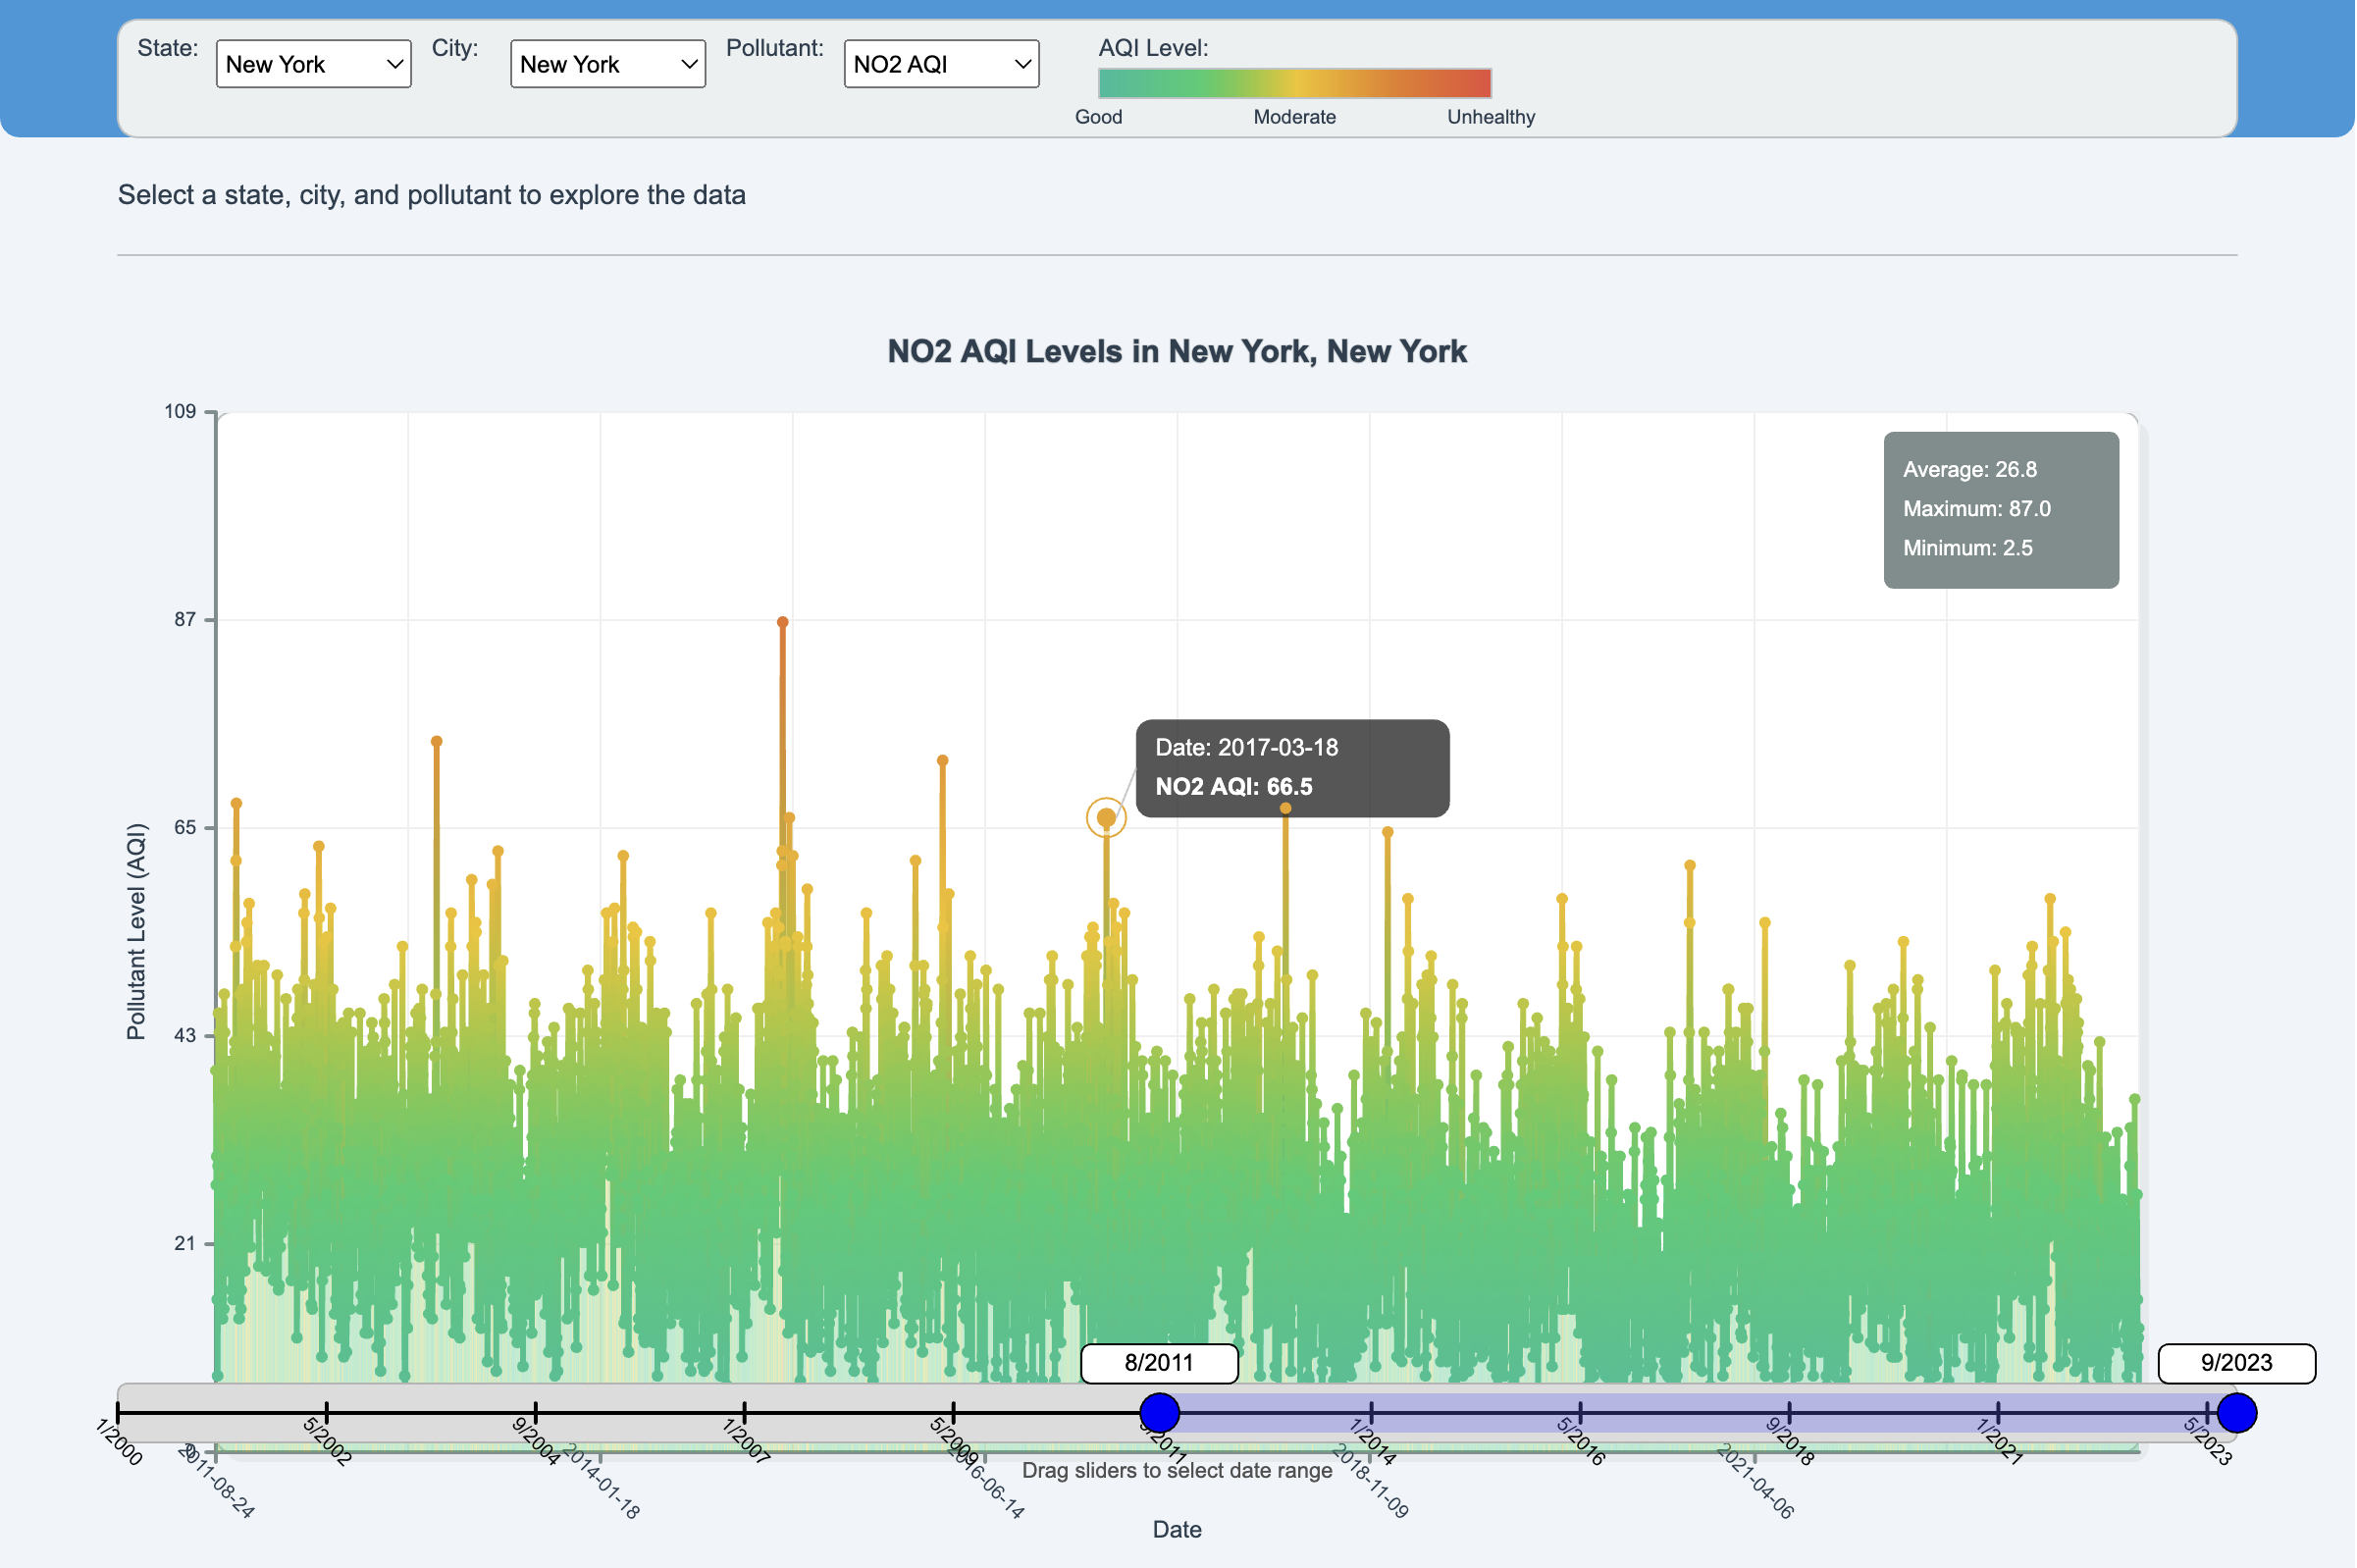 State: New York City: New York Pollutant: NO2 AQI AQI Level:
Good Moderate Unhealthy
Select a state, city, and pollutant to explore the data
NO2 AQI Levels in New York, New York
109
87
65
43
21
Pollutant Level (AQI)
Average: 26.8
Maximum: 87.0
Minimum: 2.5
Date: 2017-03-18
NO2 AQI: 66.5
8/2011 9/2023
1/2000 5/2002 9/2004 1/2007 5/2009 9/2011 1/2014 5/2016 9/2018 1/2021 5/2023
2011-08-24 2014-01-18 2016-06-14 2018-11-09 2021-04-06
Drag sliders to select date range
Date